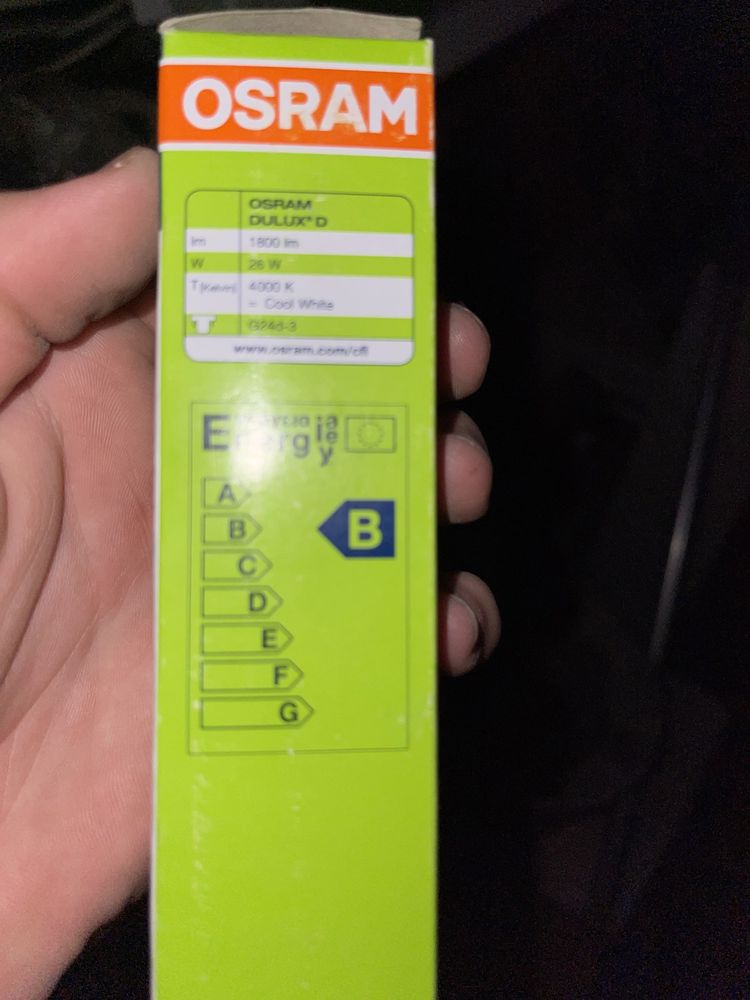 OSRAM
OSRAM
DULUX® D
lm 1800 lm
W 26 W
T[Kelvin] 4000 K
= Cool White
G24d-3
www.osram.com/cfl
Energ
A
B
B
C
D
E
F
G